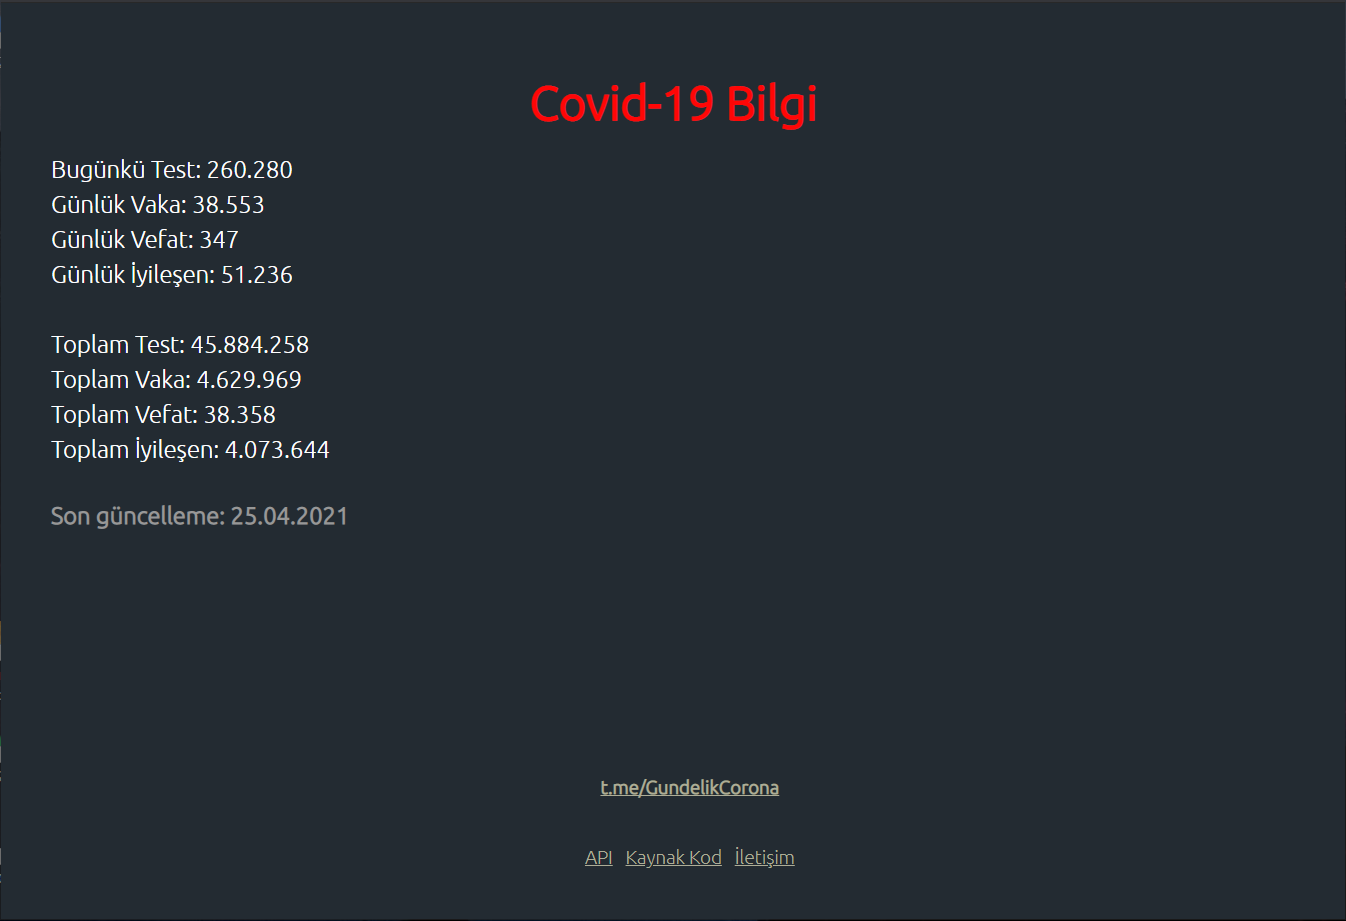 Covid-19 Bilgi
Bugünkü Test: 260.280
Günlük Vaka: 38.553
Günlük Vefat: 347
Günlük İyileşen: 51.236
Toplam Test: 45.884.258
Toplam Vaka: 4.629.969
Toplam Vefat: 38.358
Toplam İyileşen: 4.073.644
Son güncelleme: 25.04.2021
t.me/GundelikCorona
API Kaynak Kod İletişim